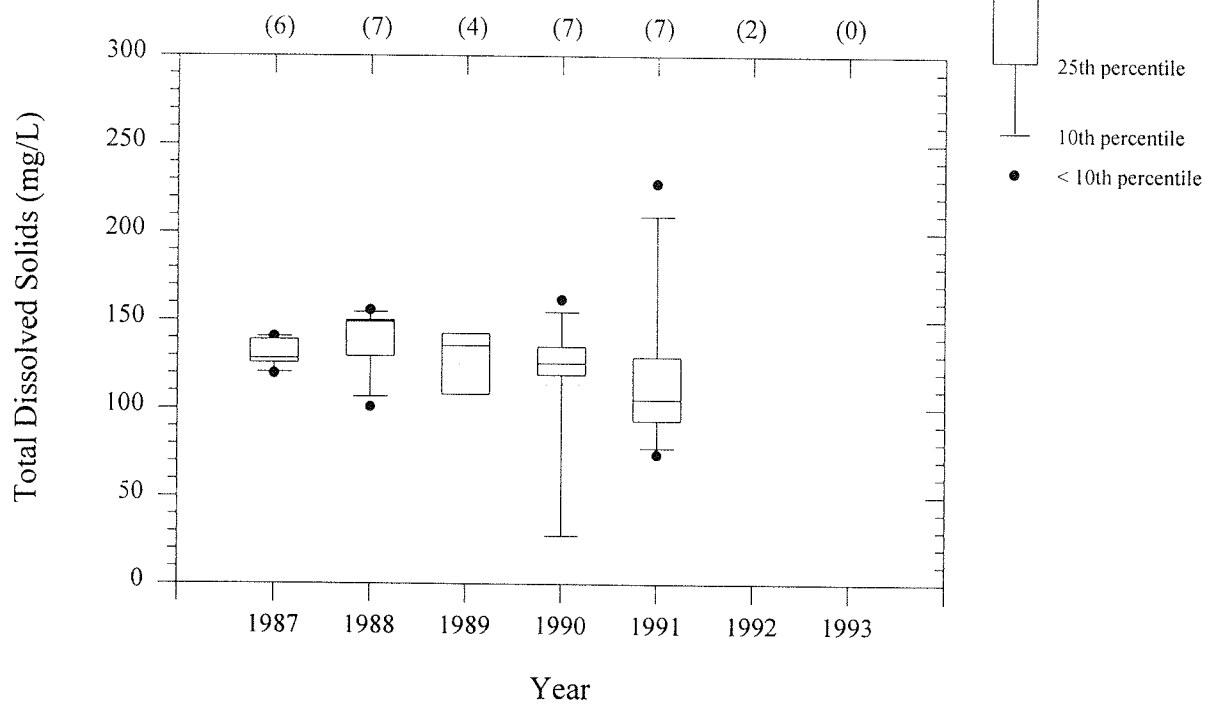 (6) (7) (4) (7) (7) (2) (0)
300
250
200
150
100
50
0
Total Dissolved Solids (mg/L)
1987 1988 1989 1990 1991 1992 1993
Year
25th percentile
10th percentile
< 10th percentile